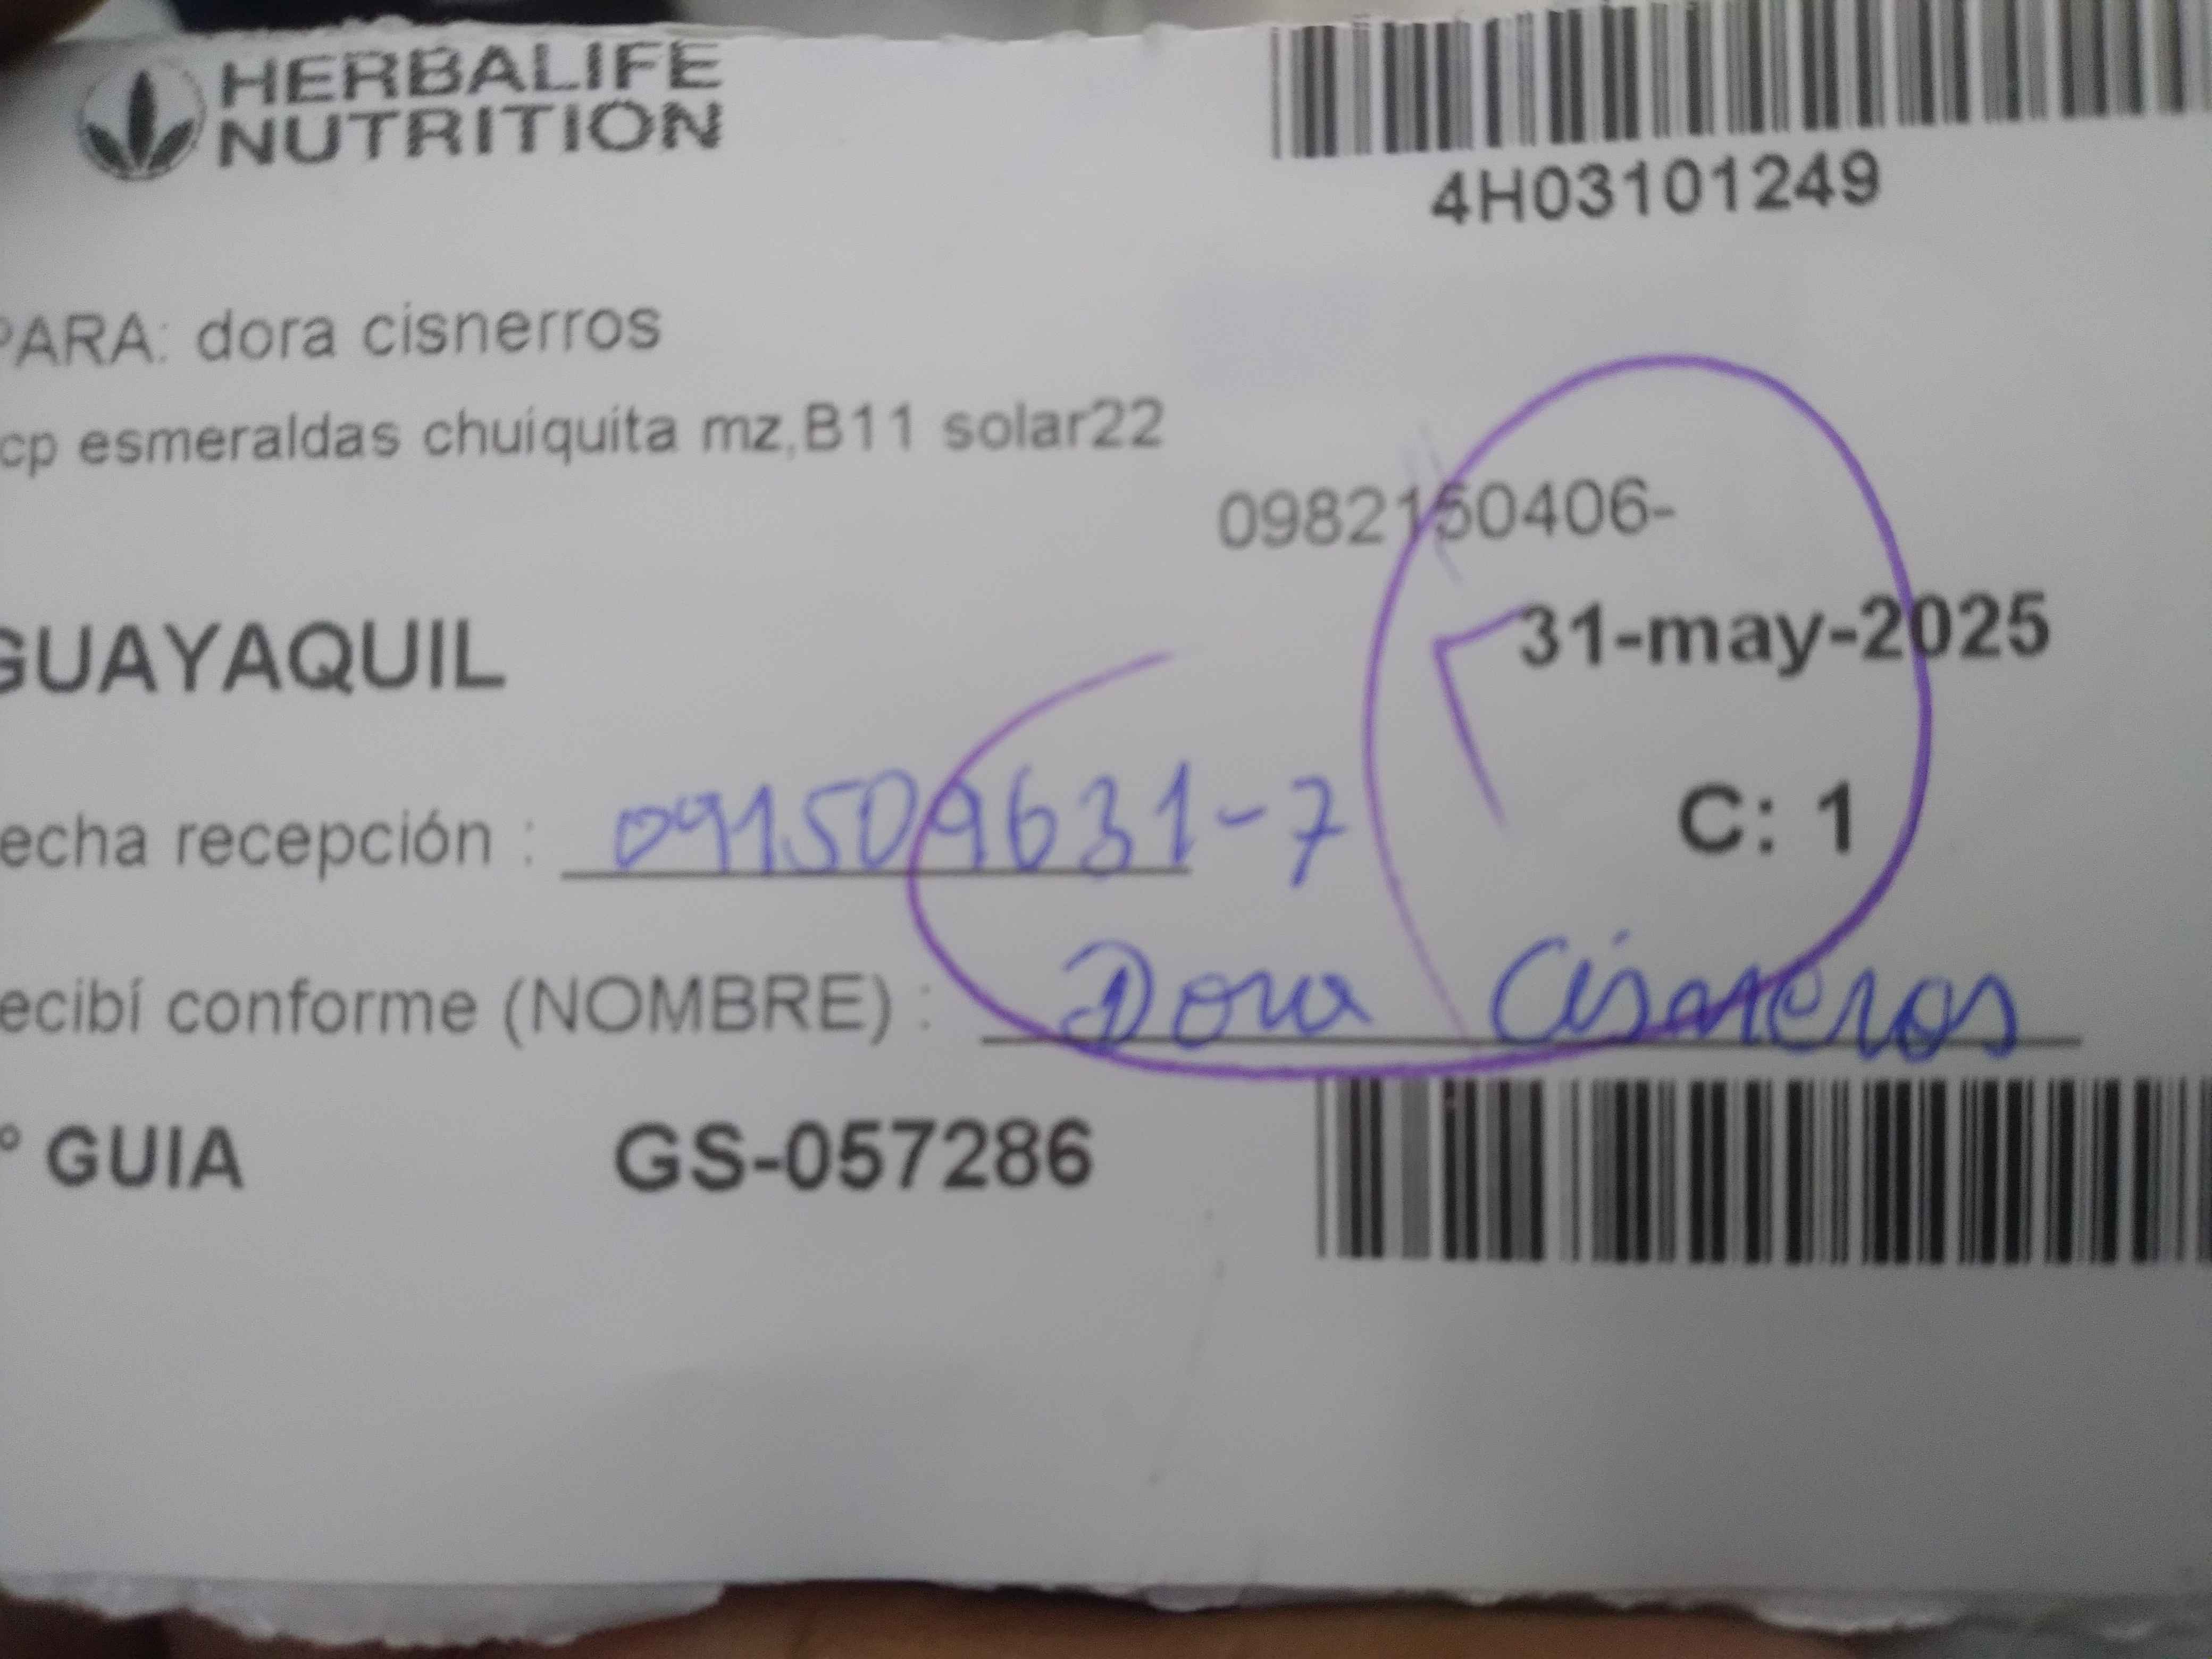 HERBALIFE
NUTRITION
4H03101249
PARA: dora cisnerros
cp esmeraldas chuiquita mz,B11 solar22
0982150406-
GUAYAQUIL
31-may-2025
echa recepción : 091509631-7
C: 1
ecibí conforme (NOMBRE) : Dora Cisneros
° GUIA GS-057286